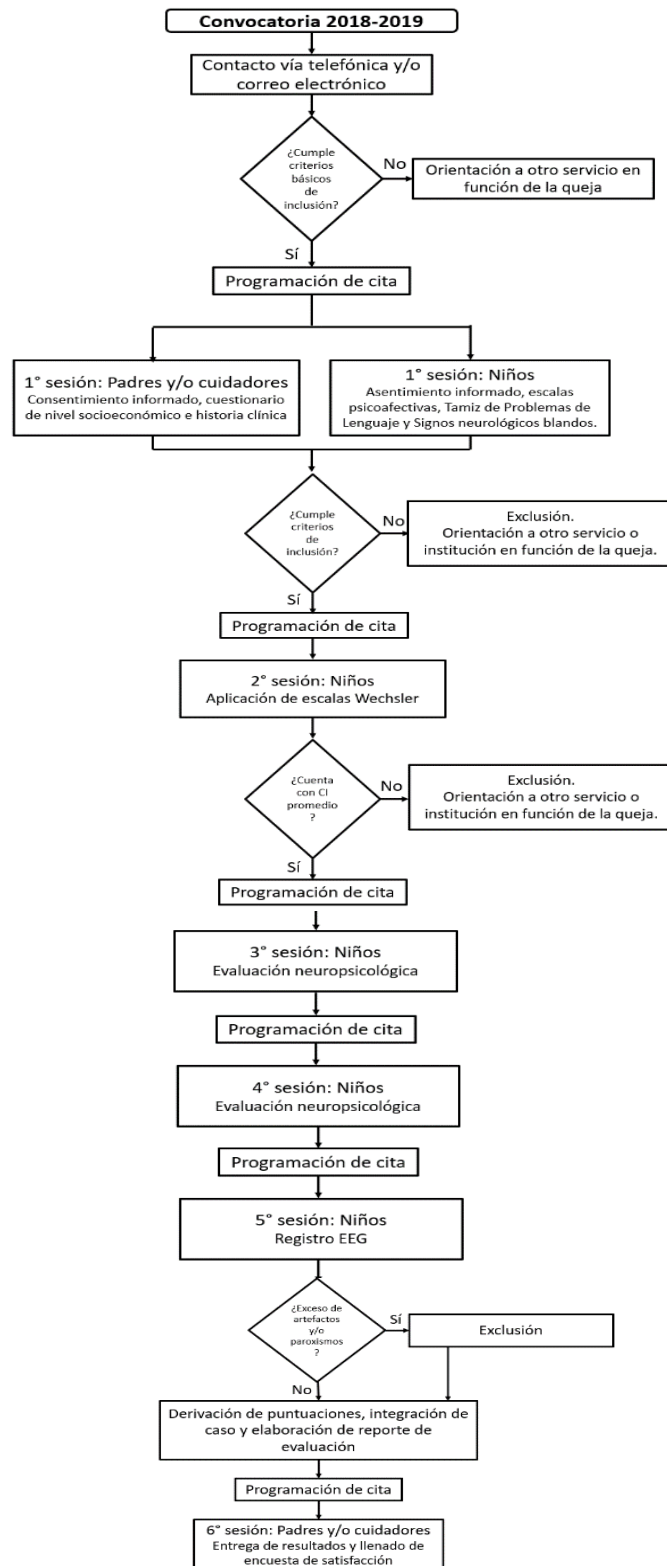 Convocatoria 2018-2019
Contacto vía telefónica y/o
correo electrónico
¿Cumple
criterios
básicos
de
inclusión?
No
Orientación a otro servicio en
función de la queja
Sí
Programación de cita
1° sesión: Padres y/o cuidadores
Consentimiento informado, cuestionario
de nivel socioeconómico e historia clínica
1° sesión: Niños
Asentimiento informado, escalas
psicoafectivas, Tamiz de Problemas de
Lenguaje y Signos neurológicos blandos.
¿Cumple
criterios
de
inclusión?
No
Exclusión.
Orientación a otro servicio o
institución en función de la queja.
Sí
Programación de cita
2° sesión: Niños
Aplicación de escalas Wechsler
¿Cuenta
con CI
promedio
?
No
Exclusión.
Orientación a otro servicio o
institución en función de la queja.
Sí
Programación de cita
3° sesión: Niños
Evaluación neuropsicológica
Programación de cita
4° sesión: Niños
Evaluación neuropsicológica
Programación de cita
5° sesión: Niños
Registro EEG
¿Exceso de
artefactos
y/o
paroxismos
?
Sí
Exclusión
No
Derivación de puntuaciones, integración de
caso y elaboración de reporte de
evaluación
Programación de cita
6° sesión: Padres y/o cuidadores
Entrega de resultados y llenado de
encuesta de satisfacción